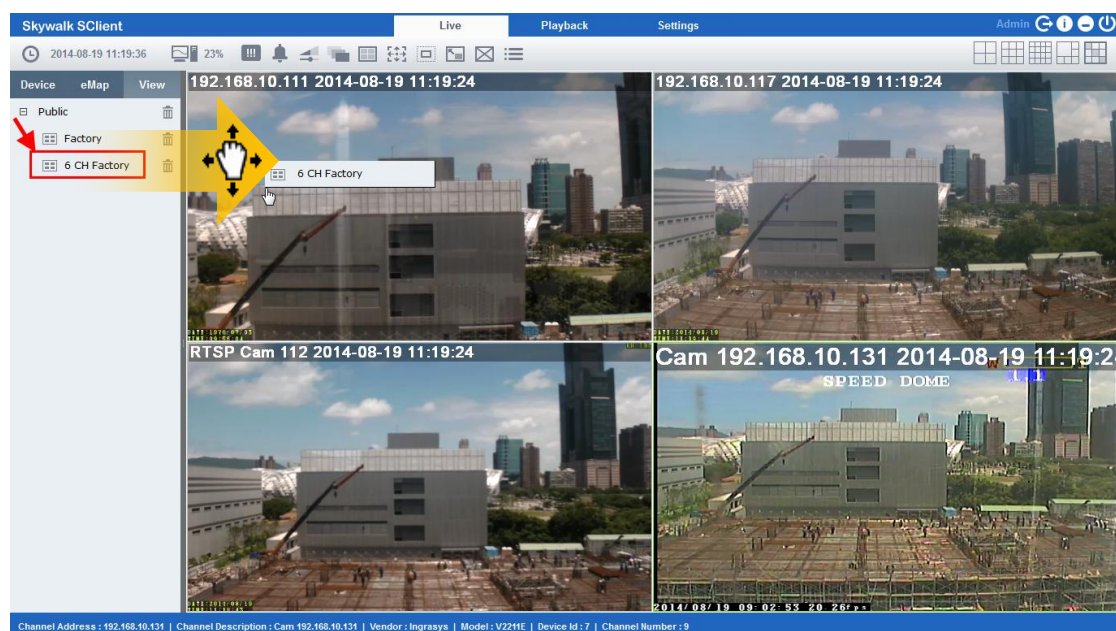 Skywalk SClient
Live
Playback
Settings
Admin
2014-08-19 11:19:36
23%
Device
eMap
View
Public
Factory
6 CH Factory
6 CH Factory
192.168.10.111 2014-08-19 11:19:24
192.168.10.117 2014-08-19 11:19:24
RTSP Cam 112 2014-08-19 11:19:24
Cam 192.168.10.131 2014-08-19 11:19:2
SPEED DOME
2014/08/19 09:02:53 20 26fps
Channel Address : 192.168.10.131 | Channel Description : Cam 192.168.10.131 | Vendor : Ingrasys | Model : V2211E | Device Id : 7 | Channel Number : 9